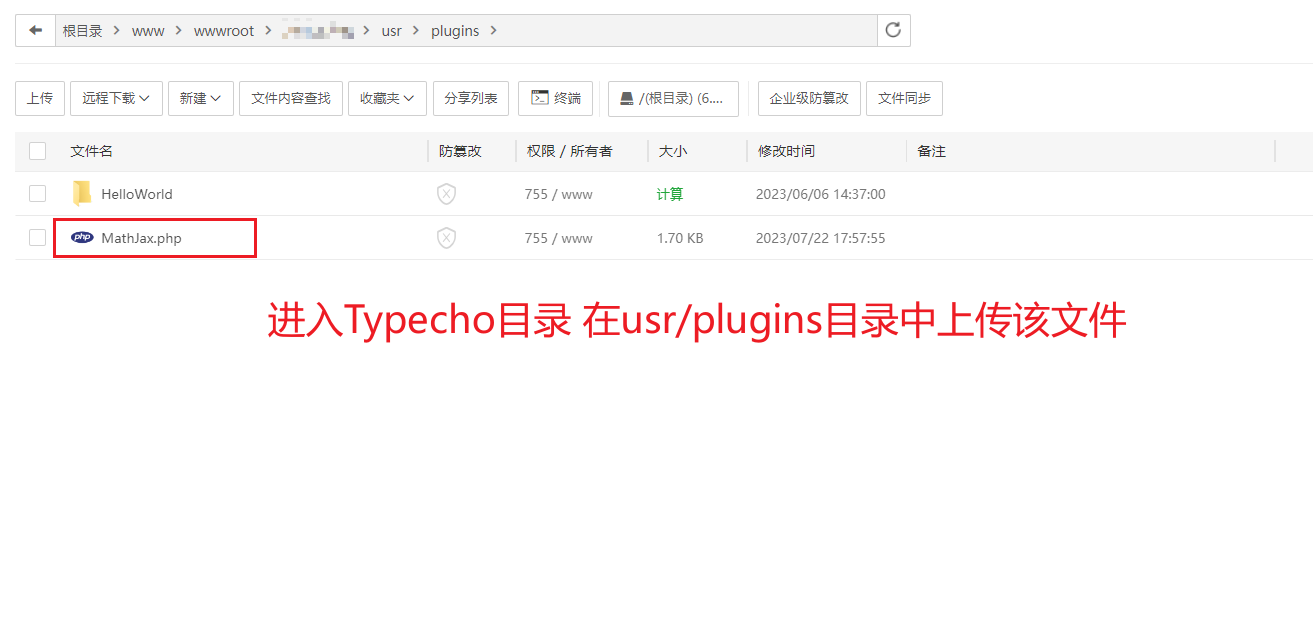 根目录 www wwwroot usr plugins
上传 远程下载 新建 文件内容查找 收藏夹 分享列表 终端 /(根目录) (6.... 企业级防篡改 文件同步
文件名 防篡改 权限 / 所有者 大小 修改时间 备注
HelloWorld 755 / www 计算 2023/06/06 14:37:00
php MathJax.php 755 / www 1.70 KB 2023/07/22 17:57:55
进入Typecho目录 在usr/plugins目录中上传该文件